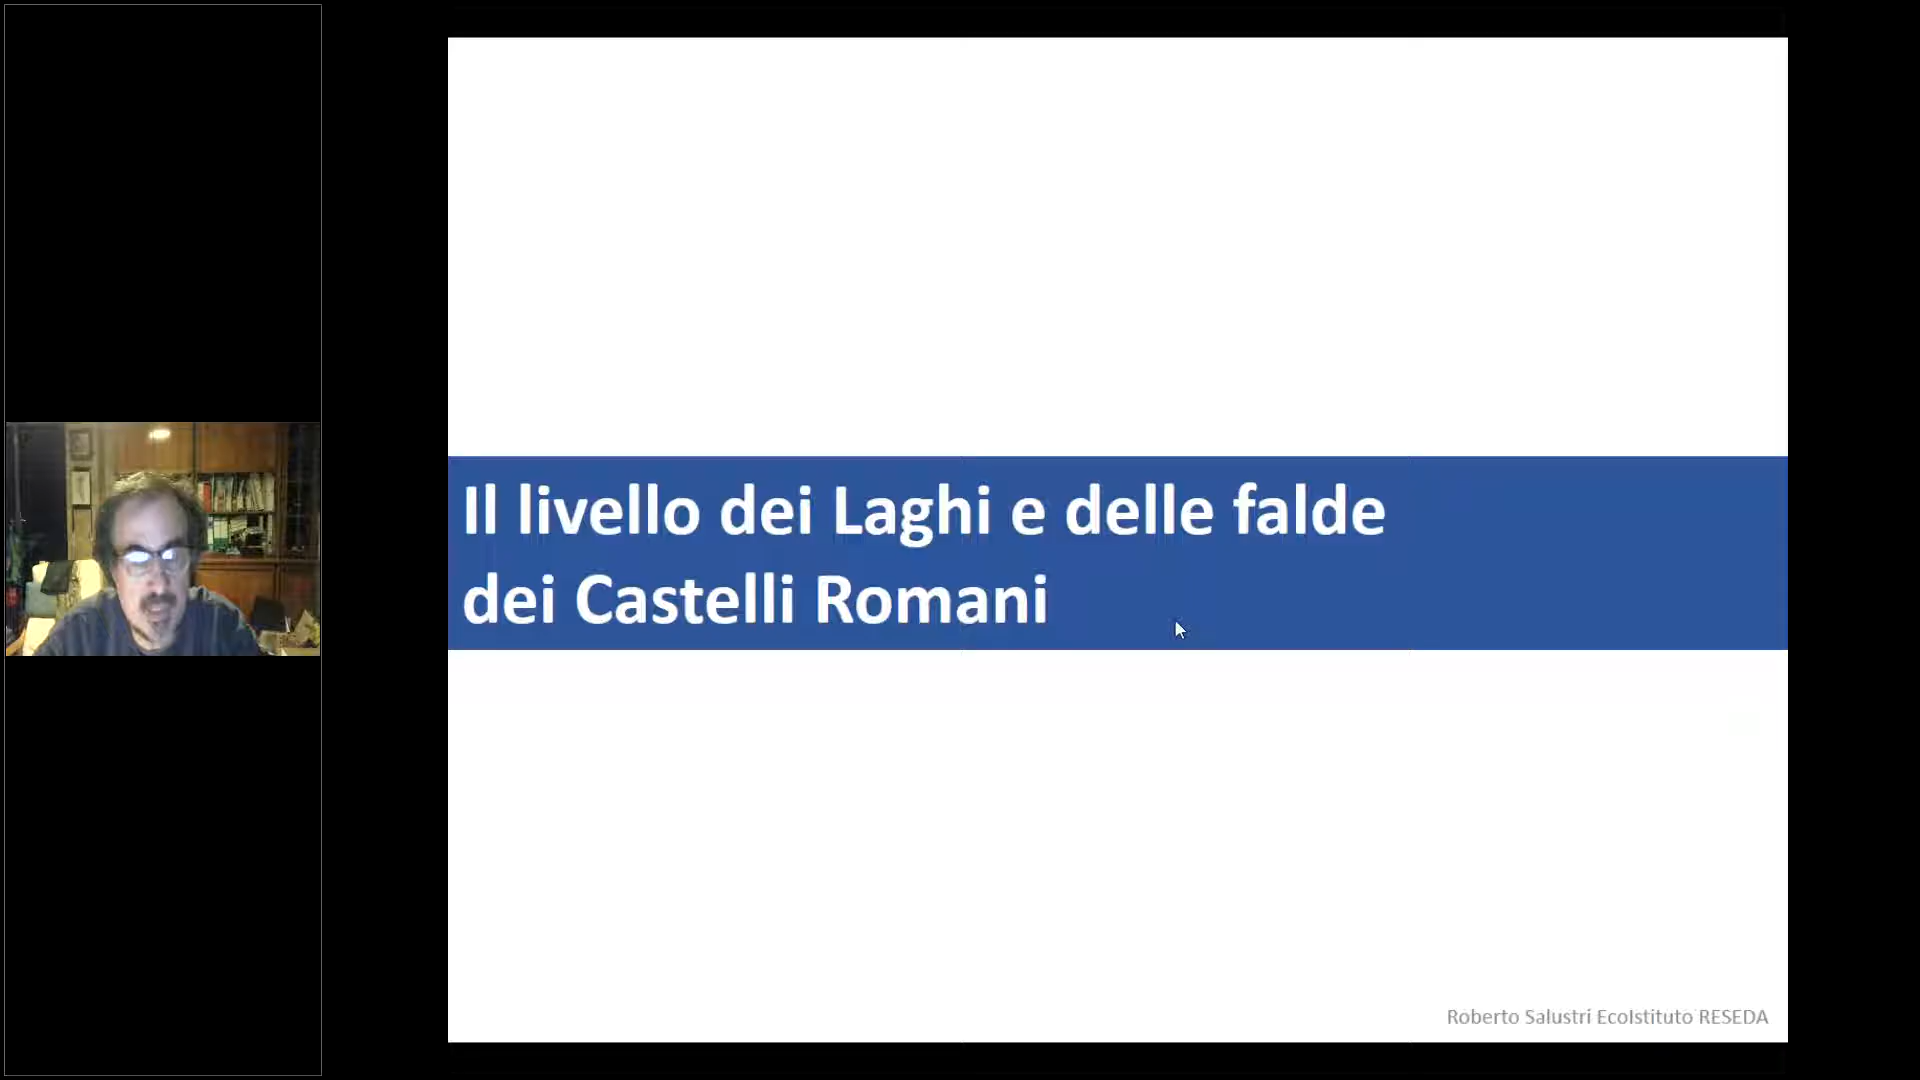 Il livello dei Laghi e delle falde
dei Castelli Romani
Roberto Salustri EcoIstituto RESEDA